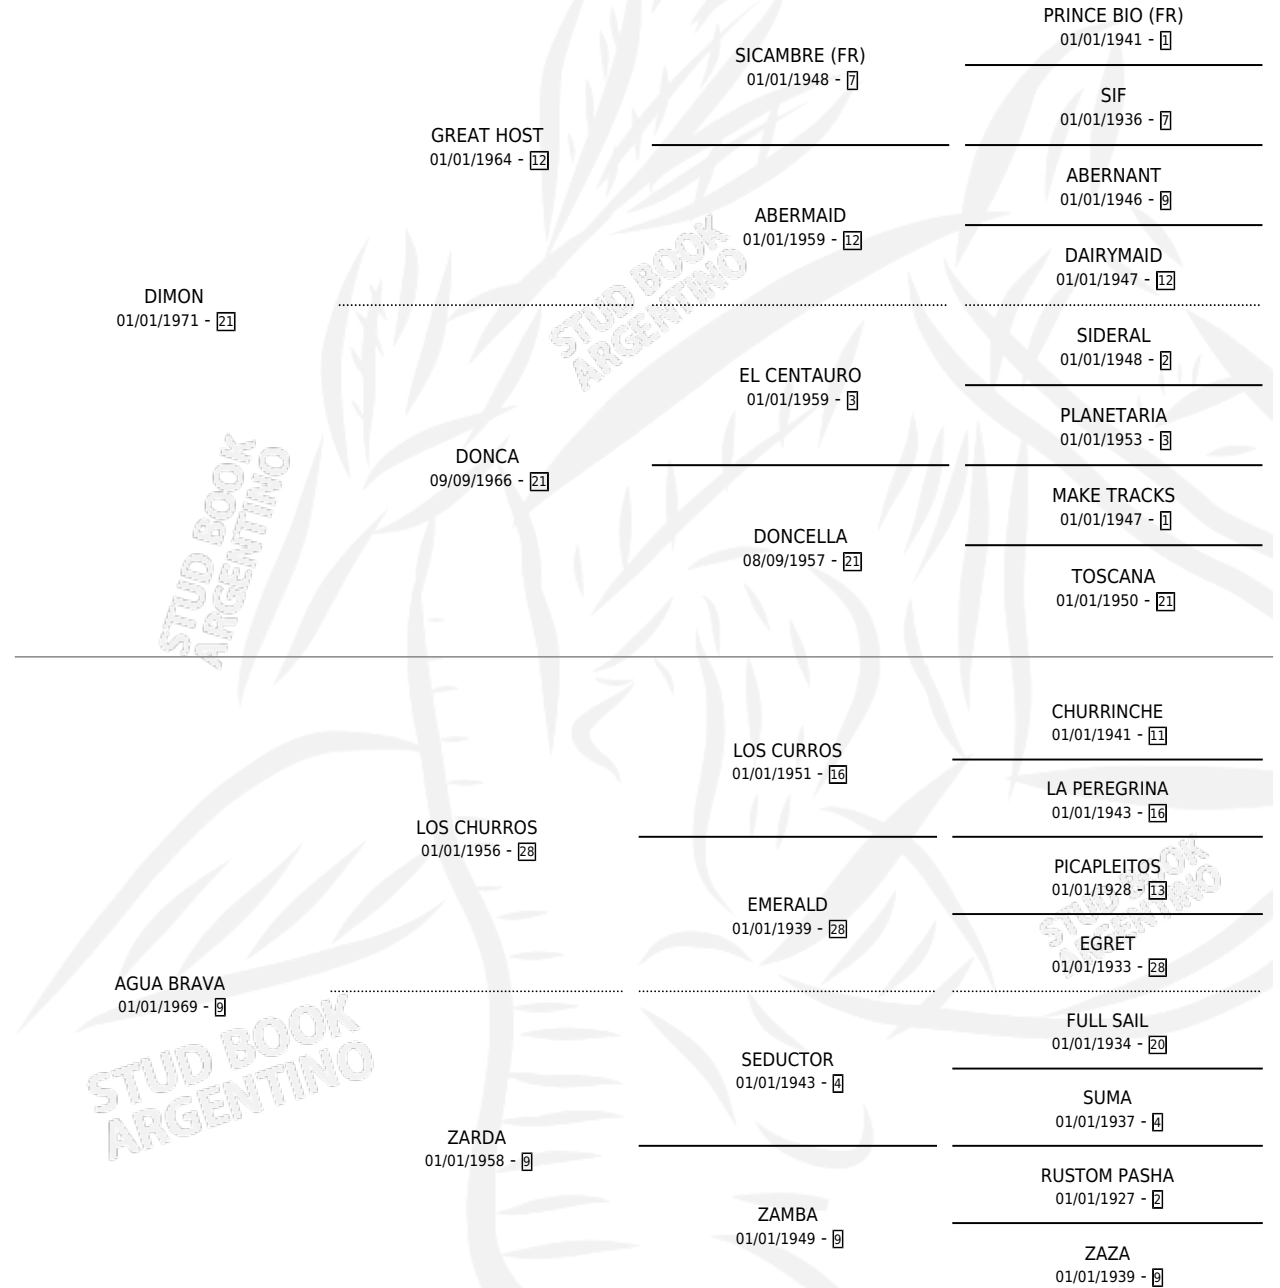 PRINCE BIO (FR)
01/01/1941 - 1
SICAMBRE (FR)
01/01/1948 - 7
SIF
01/01/1936 - 7
GREAT HOST
01/01/1964 - 12
ABERNANT
01/01/1946 - 9
ABERMAID
01/01/1959 - 12
DAIRYMAID
01/01/1947 - 12
DIMON
01/01/1971 - 21
STUD BOOK
ARGENTINO
SIDERAL
01/01/1948 - 2
EL CENTAURO
01/01/1959 - 3
PLANETARIA
01/01/1953 - 3
DONCA
09/09/1966 - 21
MAKE TRACKS
01/01/1947 - 1
DONCELLA
08/09/1957 - 21
TOSCANA
01/01/1950 - 21
STUD BOOK
ARGENTINO
CHURRINCHE
01/01/1941 - 11
LOS CURROS
01/01/1951 - 16
LA PEREGRINA
01/01/1943 - 16
LOS CHURROS
01/01/1956 - 28
PICAPLEITOS
01/01/1928 - 13
EMERALD
01/01/1939 - 28
EGRET
01/01/1933 - 28
STUD BOOK
ARGENTINO
AGUA BRAVA
01/01/1969 - 9
FULL SAIL
01/01/1934 - 20
SEDUCTOR
01/01/1943 - 4
SUMA
01/01/1937 - 4
STUD BOOK
ARGENTINO
ZARDA
01/01/1958 - 9
RUSTOM PASHA
01/01/1927 - 2
ZAMBA
01/01/1949 - 9
ZAZA
01/01/1939 - 9